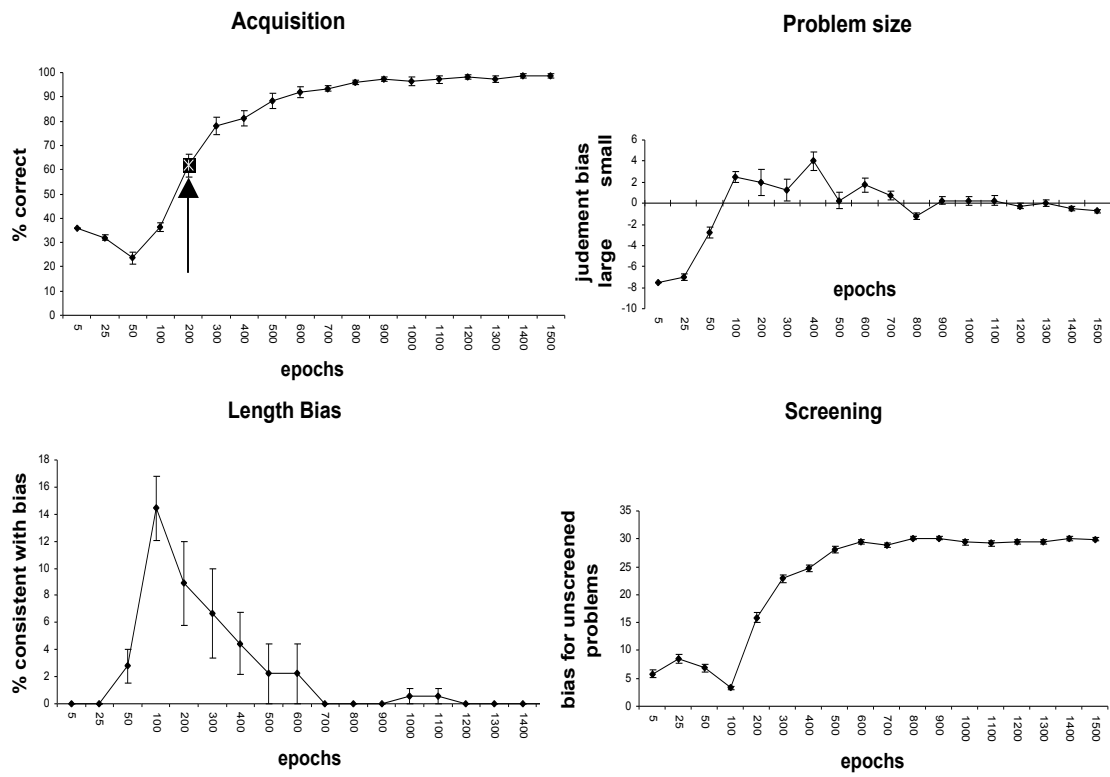 Acquisition
% correct
100
90
80
70
60
50
40
30
20
10
0
5 25 50 100 200 300 400 500 600 700 800 900 1000 1100 1200 1300 1400 1500
epochs
Problem size
judement bias
large small
6
4
2
0
-2
-4
-6
-8
-10
epochs
5 25 50 100 200 300 400 500 600 700 800 900 1000 1100 1200 1300 1400 1500
Length Bias
% consistent with bias
18
16
14
12
10
8
6
4
2
0
5 25 50 100 200 300 400 500 600 700 800 900 1000 1100 1200 1300 1400
epochs
Screening
bias for unscreened
problems
35
30
25
20
15
10
5
0
5 25 50 100 200 300 400 500 600 700 800 900 1000 1100 1200 1300 1400 1500
epochs